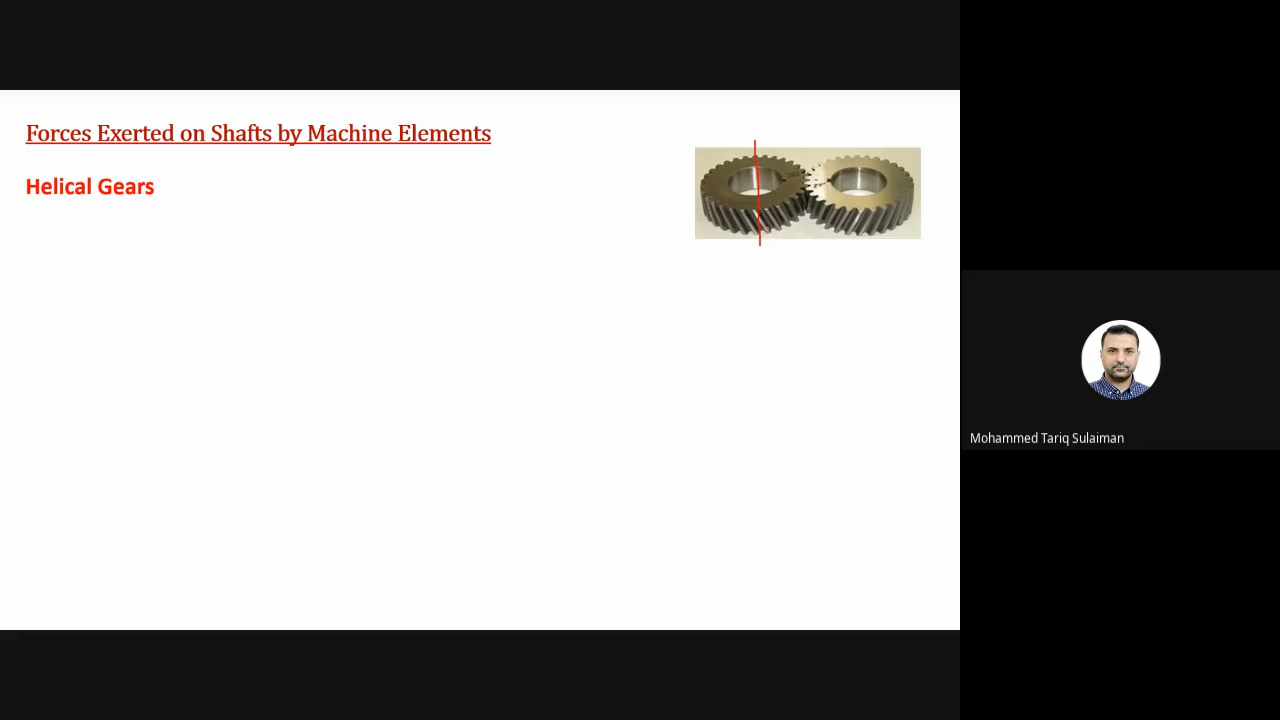 Forces Exerted on Shafts by Machine Elements
Helical Gears
Mohammed Tariq Sulaiman